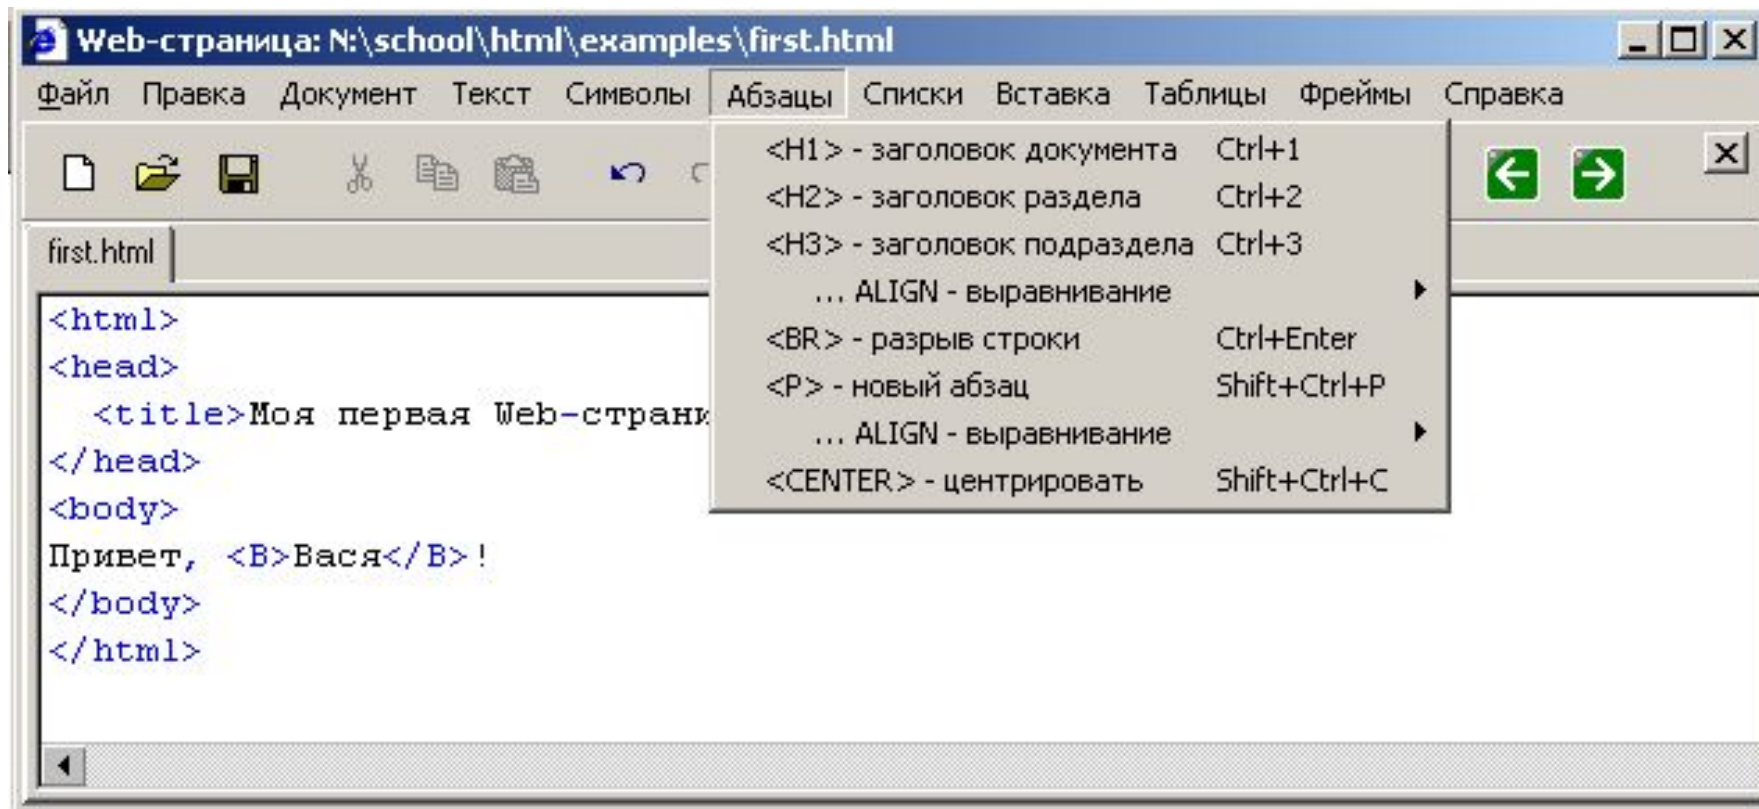 Web-страница: N:\school\html\examples\first.html
Файл Правка Документ Текст Символы Абзацы Списки Вставка Таблицы Фреймы Справка
<H1> - заголовок документа Ctrl+1
<H2> - заголовок раздела Ctrl+2
<H3> - заголовок подраздела Ctrl+3
... ALIGN - выравнивание
<BR> - разрыв строки Ctrl+Enter
<P> - новый абзац Shift+Ctrl+P
... ALIGN - выравнивание
<CENTER> - центрировать Shift+Ctrl+C
first.html
<html>
<head>
<title>Моя первая Web-страни
</head>
<body>
Привет, <B>Вася</B>!
</body>
</html>